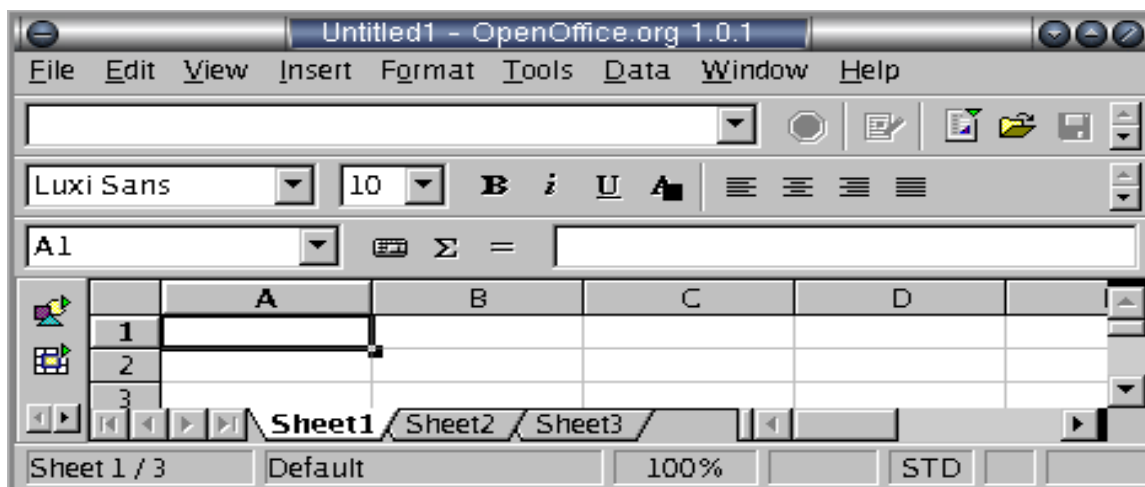 Untitled1 - OpenOffice.org 1.0.1
File Edit View Insert Format Tools Data Window Help
Luxi Sans 10 B i U A
A1 Σ =
A B C D
1
2
3
Sheet1 Sheet2 Sheet3
Sheet 1 / 3 Default 100% STD